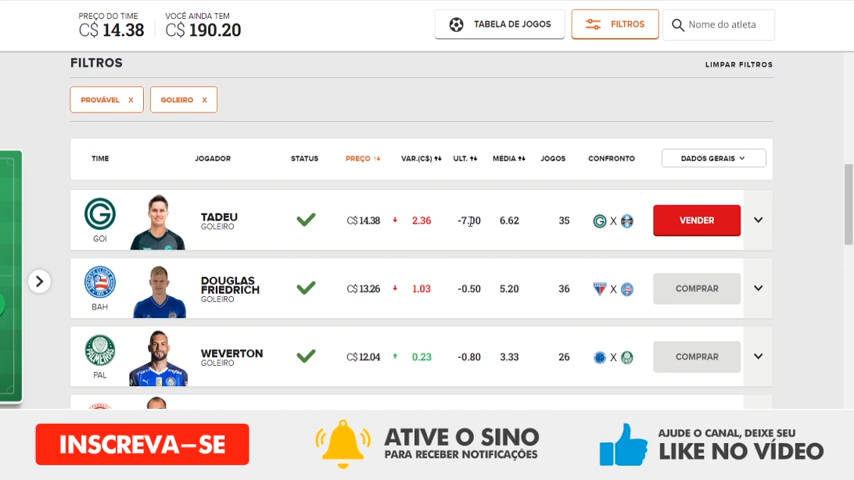 PREÇO DO TIME
C$ 14.38
VOCÊ AINDA TEM
C$ 190.20
TABELA DE JOGOS
FILTROS
Nome do atleta
FILTROS
LIMPAR FILTROS
PROVÁVEL X
GOLEIRO X
TIME JOGADOR STATUS PREÇO VAR.(C$) ULT. MÉDIA JOGOS CONFRONTO DADOS GERAIS
GOI
TADEU
GOLEIRO
C$ 14.38 2.36 -7.00 6.62 35 X VENDER
BAH
DOUGLAS
FRIEDRICH
GOLEIRO
C$ 13.26 1.03 -0.50 5.20 36 X COMPRAR
PALMEIRAS
PAL
WEVERTON
GOLEIRO
C$ 12.04 0.23 -0.80 3.33 26 X COMPRAR
INSCREVA-SE
ATIVE O SINO
PARA RECEBER NOTIFICAÇÕES
AJUDE O CANAL, DEIXE SEU
LIKE NO VÍDEO